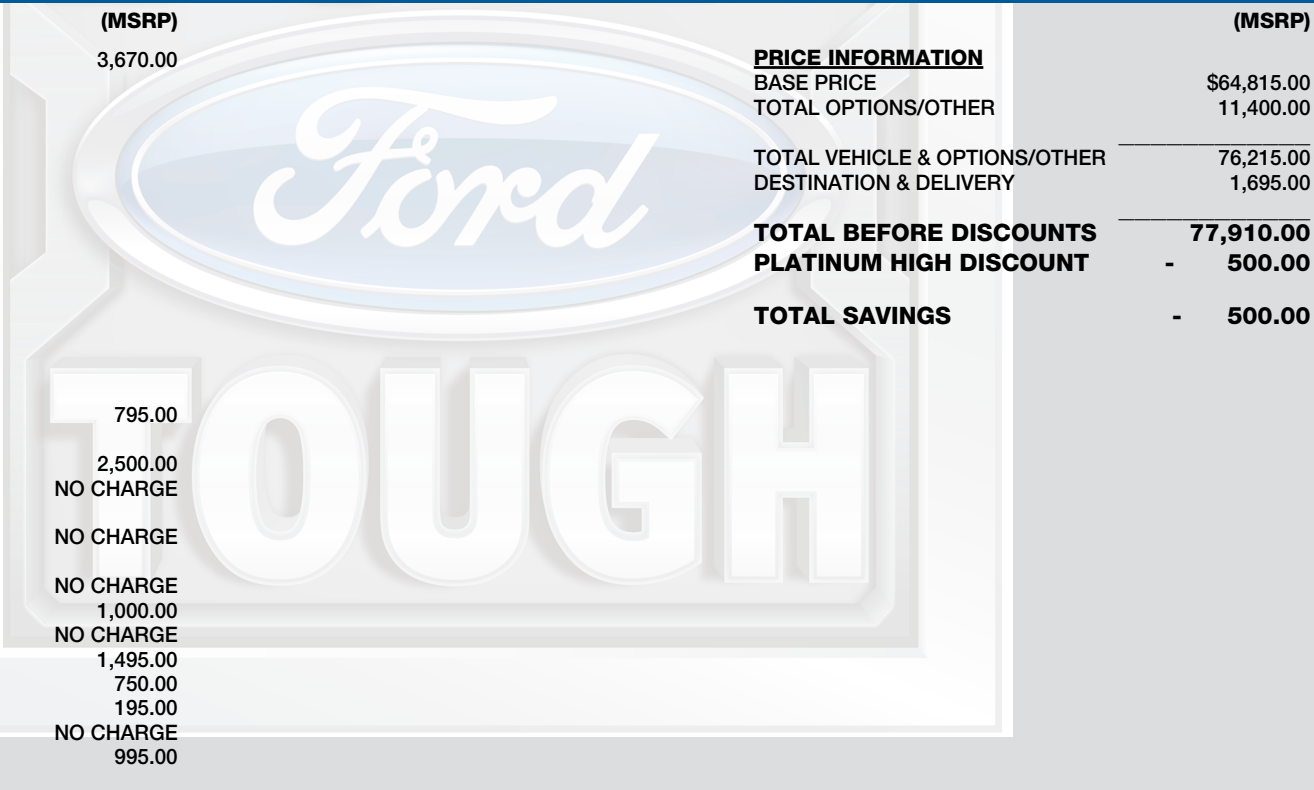 (MSRP)
3,670.00
Ford
TOUGH
795.00
2,500.00
NO CHARGE
NO CHARGE
NO CHARGE
1,000.00
NO CHARGE
1,495.00
750.00
195.00
NO CHARGE
995.00
(MSRP)
PRICE INFORMATION
BASE PRICE $64,815.00
TOTAL OPTIONS/OTHER 11,400.00
TOTAL VEHICLE & OPTIONS/OTHER 76,215.00
DESTINATION & DELIVERY 1,695.00
TOTAL BEFORE DISCOUNTS 77,910.00
PLATINUM HIGH DISCOUNT - 500.00
TOTAL SAVINGS - 500.00